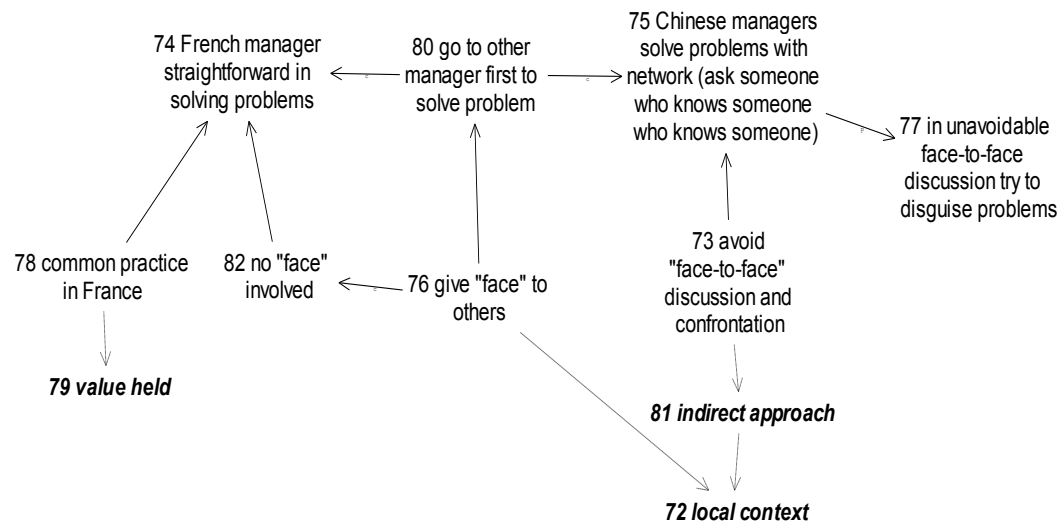 74 French manager
straightforward in
solving problems
80 go to other
manager first to
solve problem
75 Chinese managers
solve problems with
network (ask someone
who knows someone
who knows someone)
77 in unavoidable
face-to-face
discussion try to
disguise problems
78 common practice
in France
82 no "face"
involved
76 give "face" to
others
73 avoid
"face-to-face"
discussion and
confrontation
79 value held
81 indirect approach
72 local context